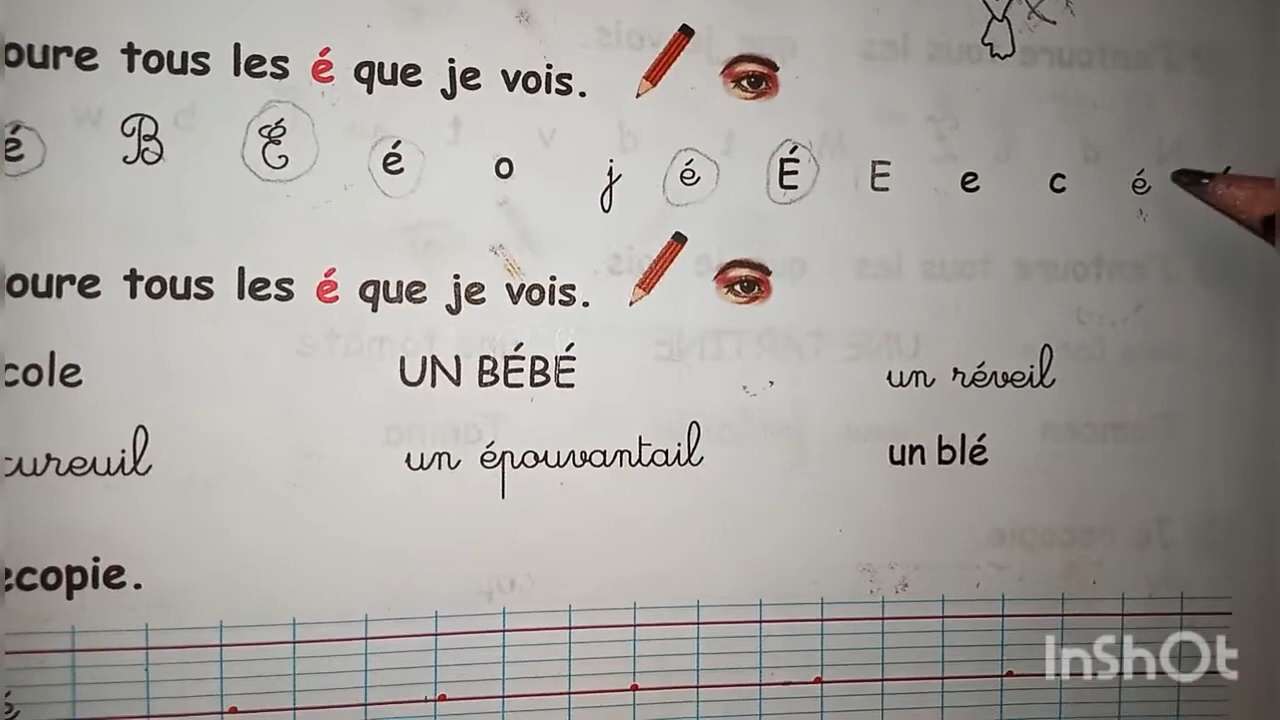 oure tous les é que je vois.
é B É é o j é É E e c é
oure tous les é que je vois.
cole UN BÉBÉ un réveil
cureuil un épouvantail un blé
ecopie.
é
InShOt